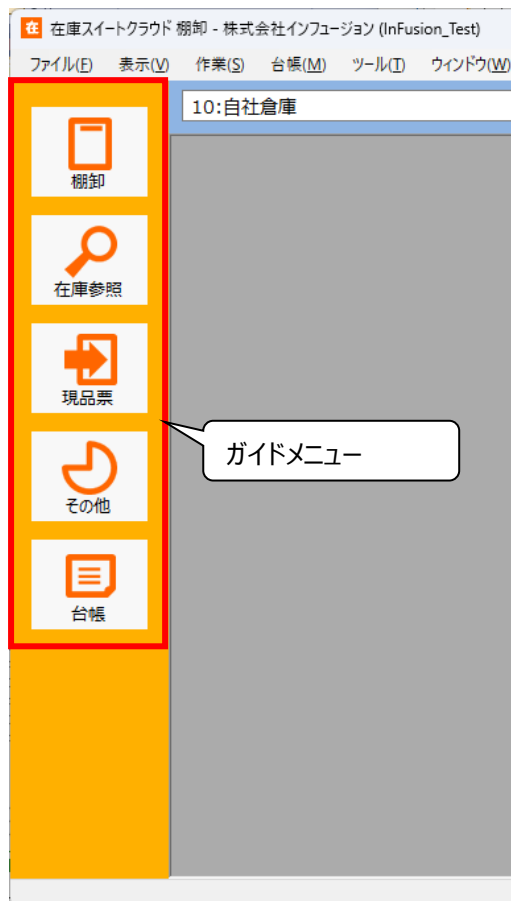 在 在庫スイートクラウド 棚卸 - 株式会社インフュージョン (InFusion_Test)
ファイル(F) 表示(V) 作業(S) 台帳(M) ツール(T) ウィンドウ(W)
10:自社倉庫
棚卸
在庫参照
現品票
ガイドメニュー
その他
台帳